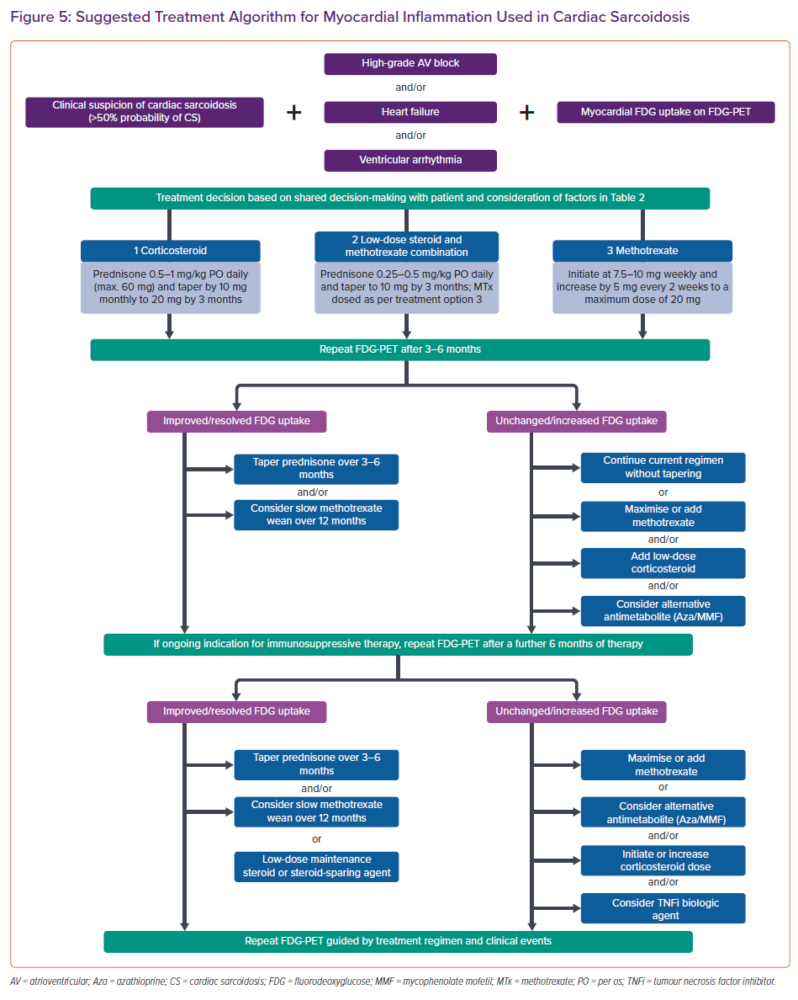 Figure 5: Suggested Treatment Algorithm for Myocardial Inflammation Used in Cardiac Sarcoidosis
High-grade AV block
and/or
Clinical suspicion of cardiac sarcoidosis
(>50% probability of CS)
+
Heart failure
+
Myocardial FDG uptake on FDG-PET
and/or
Ventricular arrhythmia
Treatment decision based on shared decision-making with patient and consideration of factors in Table 2
1 Corticosteroid
Prednisone 0.5–1 mg/kg PO daily
(max. 60 mg) and taper by 10 mg
monthly to 20 mg by 3 months
2 Low-dose steroid and
methotrexate combination
Prednisone 0.25–0.5 mg/kg PO daily
and taper to 10 mg by 3 months; MTx
dosed as per treatment option 3
3 Methotrexate
Initiate at 7.5–10 mg weekly and
increase by 5 mg every 2 weeks to a
maximum dose of 20 mg
Repeat FDG-PET after 3–6 months
Improved/resolved FDG uptake
Taper prednisone over 3–6
months
and/or
Consider slow methotrexate
wean over 12 months
Unchanged/increased FDG uptake
Continue current regimen
without tapering
or
Maximise or add
methotrexate
and/or
Add low-dose
corticosteroid
and/or
Consider alternative
antimetabolite (Aza/MMF)
If ongoing indication for immunosuppressive therapy, repeat FDG-PET after a further 6 months of therapy
Improved/resolved FDG uptake
Taper prednisone over 3–6
months
and/or
Consider slow methotrexate
wean over 12 months
or
Low-dose maintenance
steroid or steroid-sparing agent
Unchanged/increased FDG uptake
Maximise or add
methotrexate
or
Consider alternative
antimetabolite (Aza/MMF)
and/or
Initiate or increase
corticosteroid dose
and/or
Consider TNFi biologic
agent
Repeat FDG-PET guided by treatment regimen and clinical events
AV = atrioventricular; Aza = azathioprine; CS = cardiac sarcoidosis; FDG = fluorodeoxyglucose; MMF = mycophenolate mofetil; MTx = methotrexate; PO = per os; TNFi = tumour necrosis factor inhibitor.